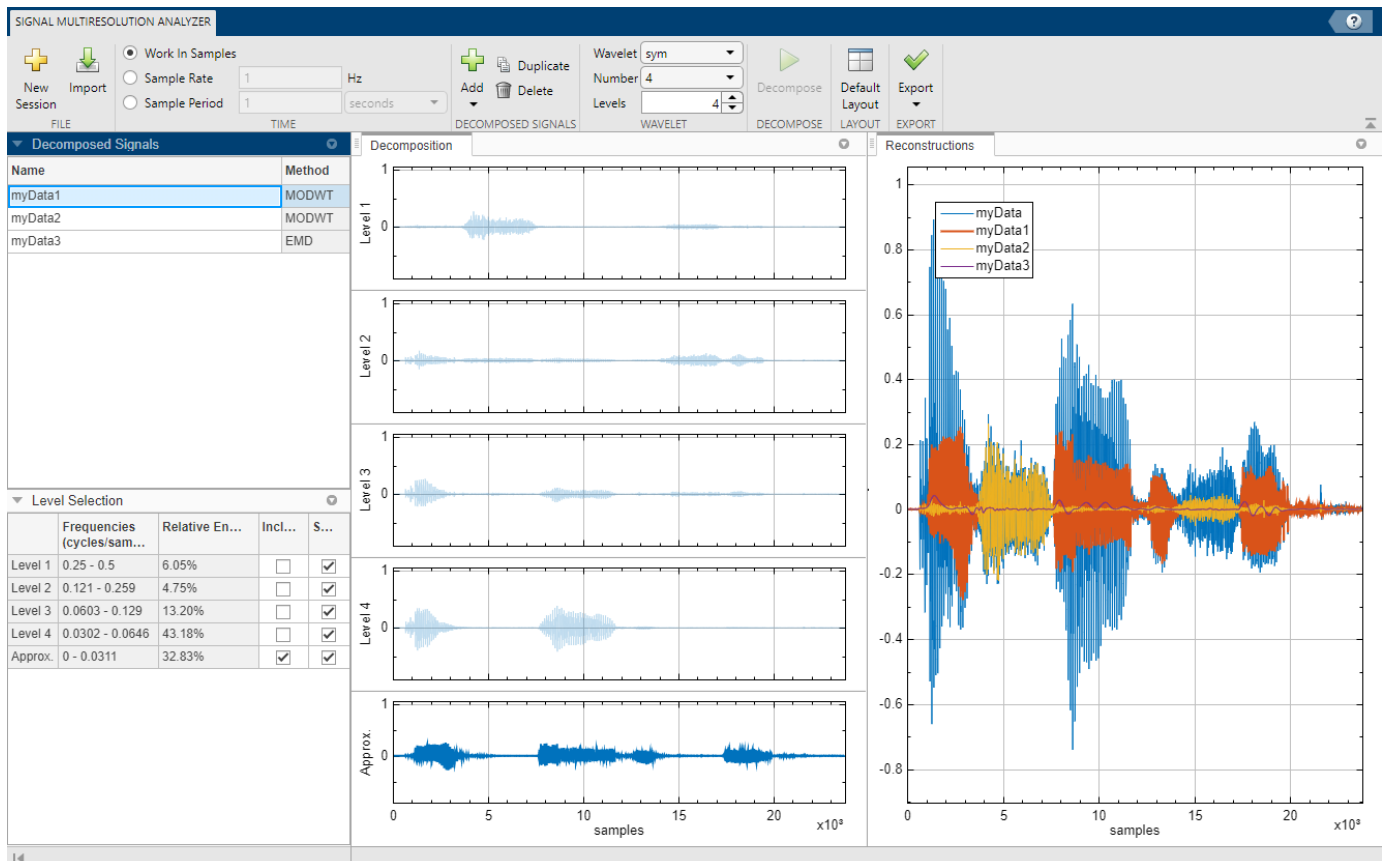 SIGNAL MULTIRESOLUTION ANALYZER
?
New
Session
Import
FILE
Work In Samples
Sample Rate 1 Hz
Sample Period 1 seconds
TIME
Add
Duplicate
Delete
DECOMPOSED SIGNALS
Wavelet sym
Number 4
Levels 4
WAVELET
Decompose
DECOMPOSE
Default
Layout
LAYOUT
Export
EXPORT
Decomposed Signals
Name Method
myData1 MODWT
myData2 MODWT
myData3 EMD
Level Selection
Frequencies
(cycles/sam...
Relative En... Incl... S...
Level 1 0.25 - 0.5 6.05%
Level 2 0.121 - 0.259 4.75%
Level 3 0.0603 - 0.129 13.20%
Level 4 0.0302 - 0.0646 43.18%
Approx. 0 - 0.0311 32.83%
Decomposition
1
0
Level 1
1
0
Level 2
1
0
Level 3
1
0
Level 4
1
0
Approx.
0 5 10 15 20 x10³
samples
Reconstructions
myData
myData1
myData2
myData3
1
0.8
0.6
0.4
0.2
0
-0.2
-0.4
-0.6
-0.8
0 5 10 15 20 x10³
samples